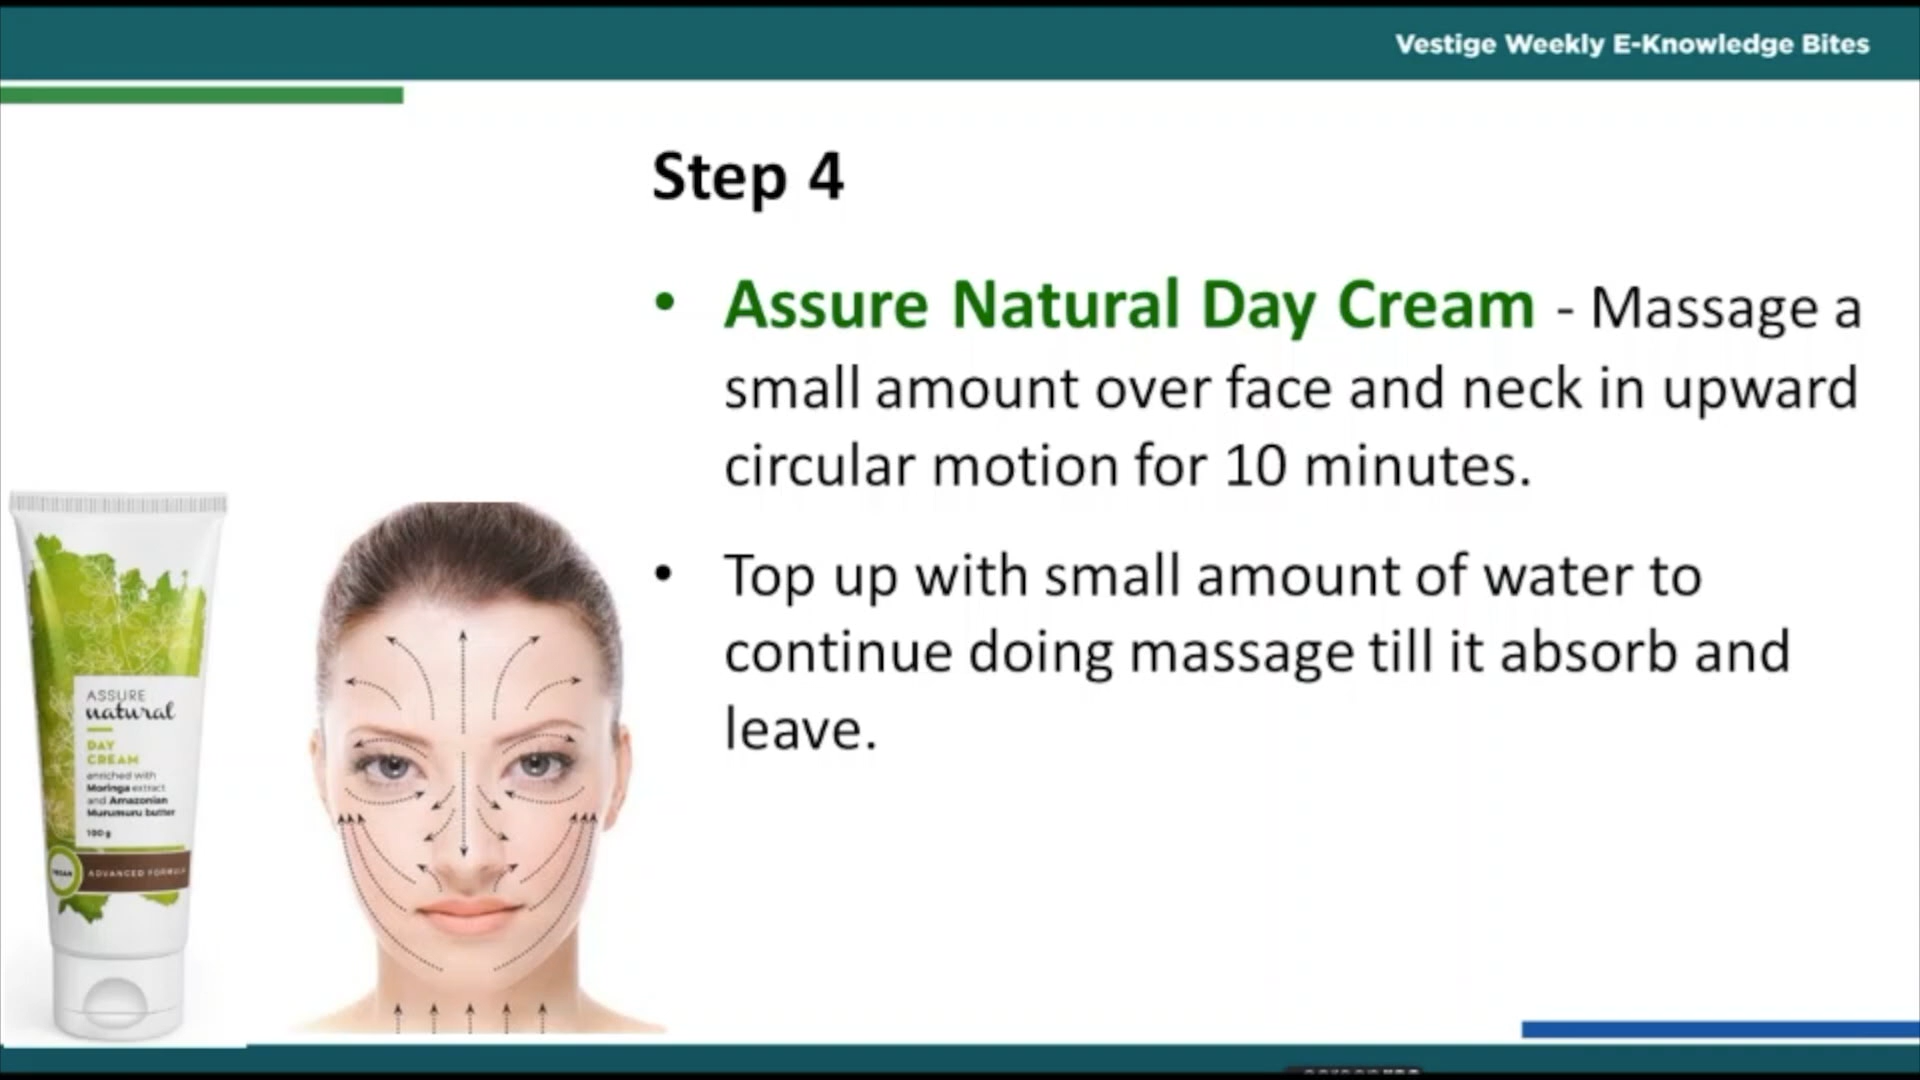 Vestige Weekly E-Knowledge Bites
Step 4
• Assure Natural Day Cream - Massage a
small amount over face and neck in upward
circular motion for 10 minutes.
• Top up with small amount of water to
continue doing massage till it absorb and
leave.
ASSURE
natural
DAY
CREAM
enriched with
Moringa extract
and Amazonian
Murumuru butter
100 g
VEGAN
ADVANCED FORMULA